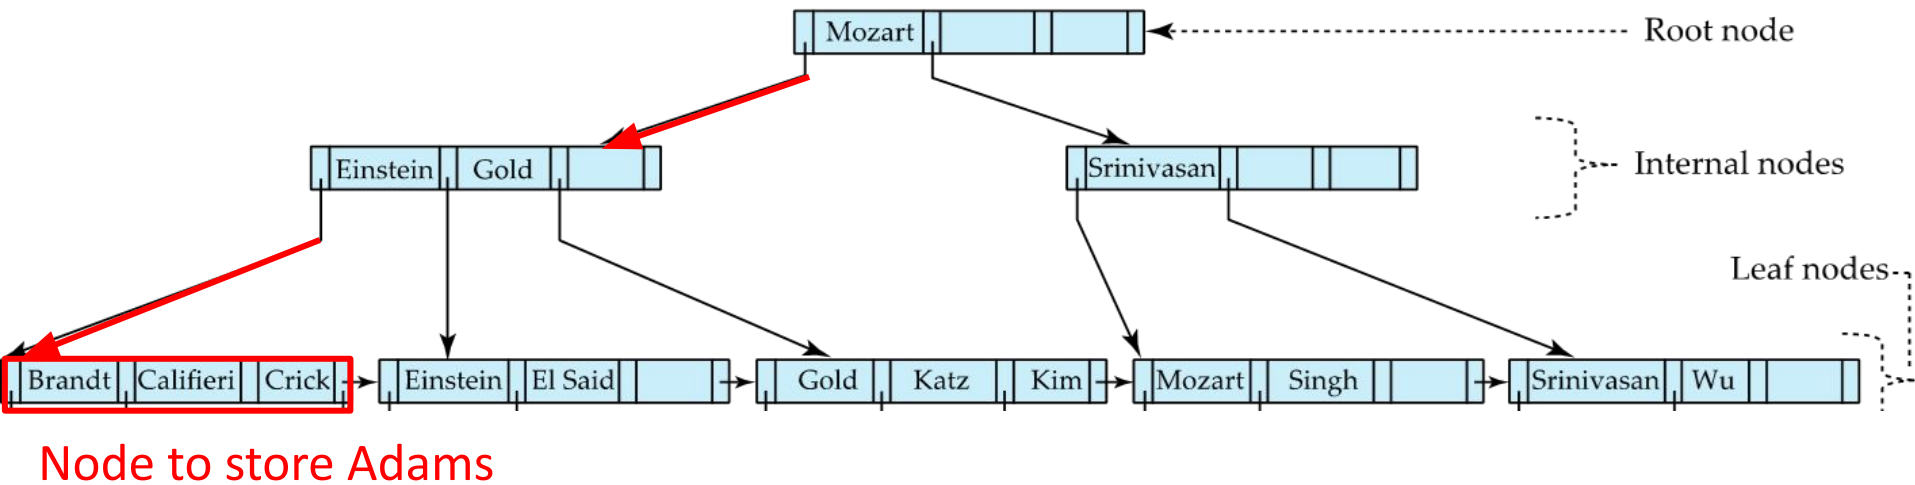 Mozart
Root node
Einstein Gold
Srinivasan
Internal nodes
Leaf nodes
Brandt Califieri Crick
Einstein El Said
Gold Katz Kim
Mozart Singh
Srinivasan Wu
Node to store Adams